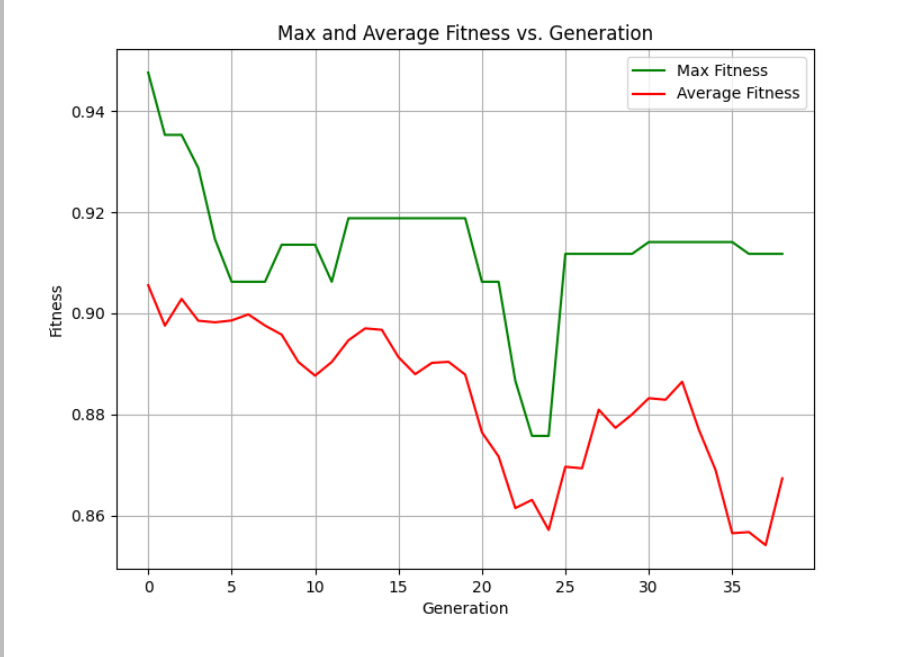 Max and Average Fitness vs. Generation
Max Fitness
Average Fitness
Fitness
0.94
0.92
0.90
0.88
0.86
0 5 10 15 20 25 30 35
Generation